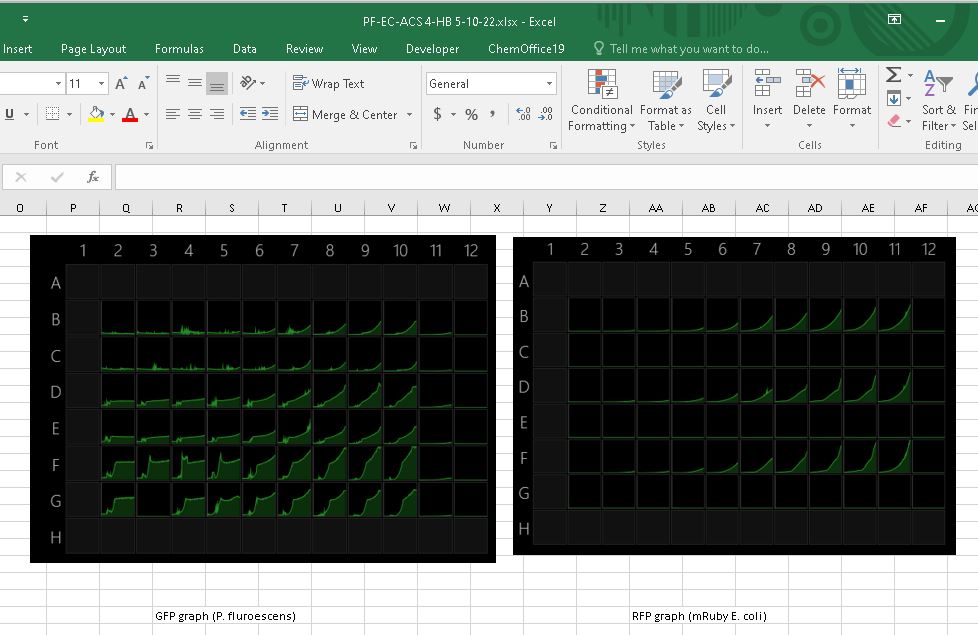 PF-EC-ACS 4-HB 5-10-22.xlsx - Excel
Insert Page Layout Formulas Data Review View Developer ChemOffice19 Tell me what you want to do...
11 A A Wrap Text General
U A Merge & Center $ % , .00 .00
Conditional Formatting Format as Table Cell Styles Insert Delete Format Sort & Filter
Font Alignment Number Styles Cells Editing
fx
O P Q R S T U V W X Y Z AA AB AC AD AE AF
1 2 3 4 5 6 7 8 9 10 11 12
A
B
C
D
E
F
G
H
1 2 3 4 5 6 7 8 9 10 11 12
A
B
C
D
E
F
G
H
GFP graph (P. fluroescens)
RFP graph (mRuby E. coli)